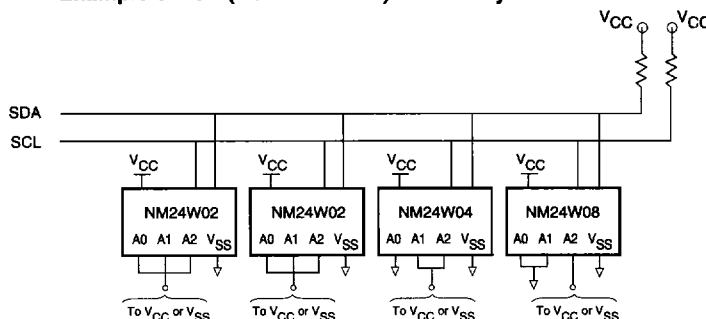 VCC VCC
SDA
SCL
VCC VCC VCC VCC
NM24W02 NM24W02 NM24W04 NM24W08
A0 A1 A2 VSS A0 A1 A2 VSS A0 A1 A2 VSS A0 A1 A2 VSS
To VCC or VSS To VCC or VSS To VCC or VSS To VCC or VSS